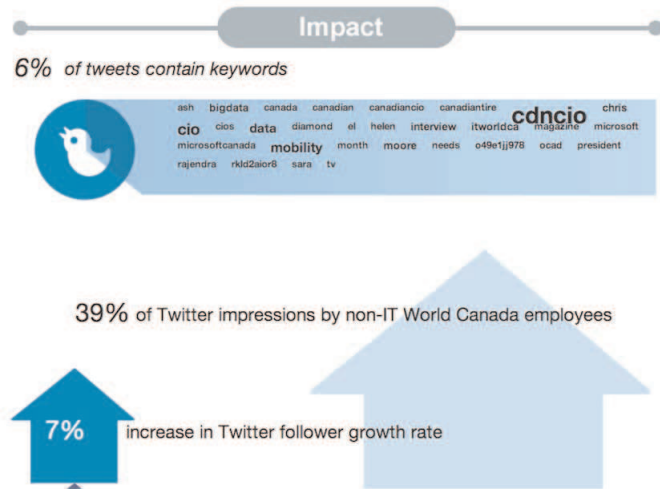 Impact
6% of tweets contain keywords
ash bigdata canada canadian canadiancio canadiantire cdncio chris
cio cios data diamond el helen interview itworldca magazine microsoft
microsoftcanada mobility month moore needs o49e1jj978 ocad president
rajendra rkld2aior8 sara tv
39% of Twitter impressions by non-IT World Canada employees
7% increase in Twitter follower growth rate